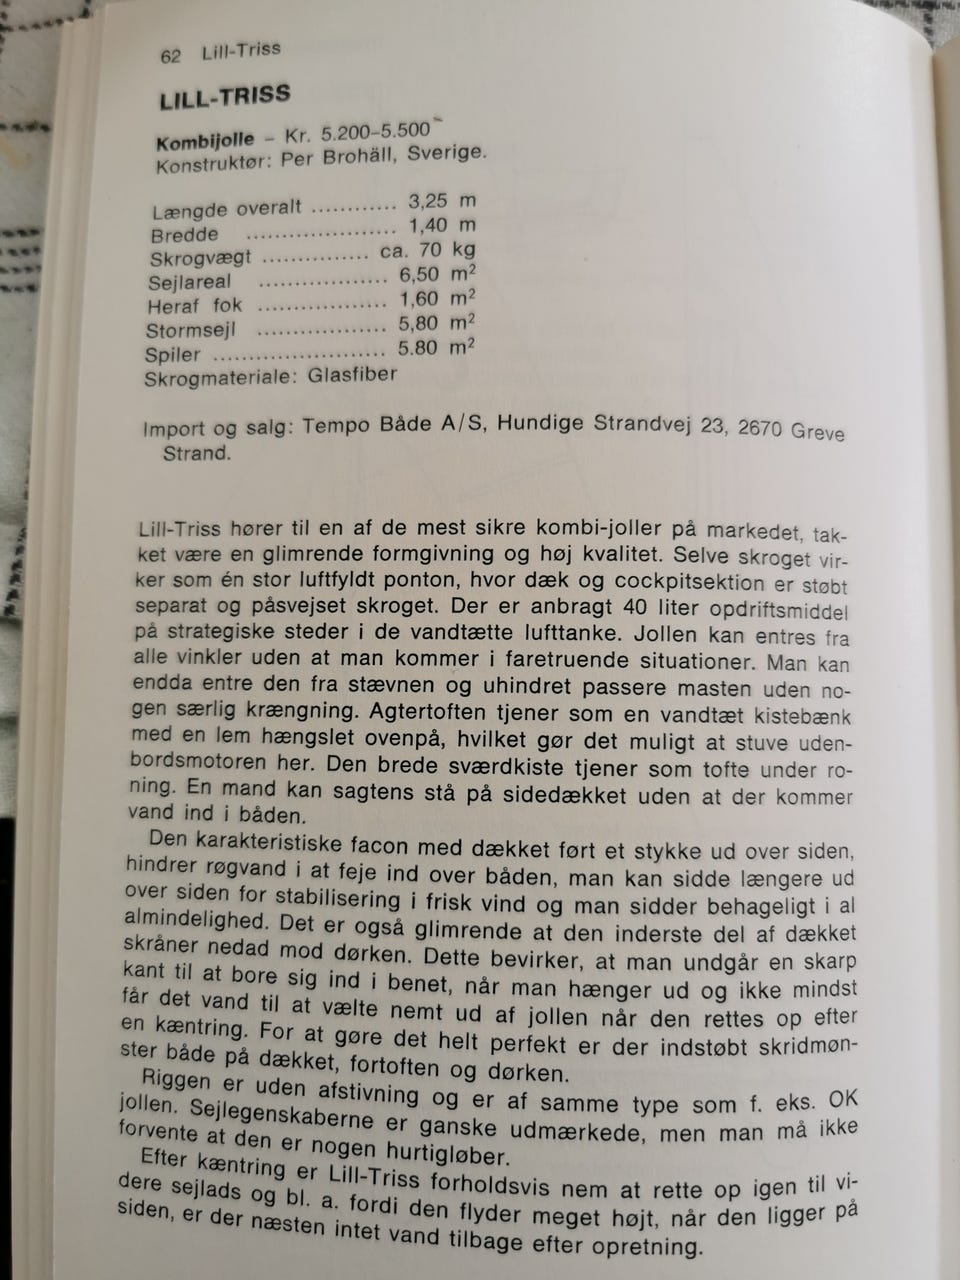 62 Lill-Triss
LILL-TRISS
Kombijolle – Kr. 5.200–5.500
Konstruktør: Per Brohäll, Sverige.
Længde overalt ............ 3,25 m
Bredde ..................... 1,40 m
Skrogvægt ............... ca. 70 kg
Sejlareal .................. 6,50 m²
Heraf fok .................. 1,60 m²
Stormsejl .................. 5,80 m²
Spiler ........................ 5.80 m²
Skrogmateriale: Glasfiber
Import og salg: Tempo Både A/S, Hundige Strandvej 23, 2670 Greve
Strand.
Lill-Triss hører til en af de mest sikre kombi-joller på markedet, tak-
ket være en glimrende formgivning og høj kvalitet. Selve skroget vir-
ker som én stor luftfyldt ponton, hvor dæk og cockpitsektion er støbt
separat og påsvejset skroget. Der er anbragt 40 liter opdriftsmiddel
på strategiske steder i de vandtætte lufttanke. Jollen kan entres fra
alle vinkler uden at man kommer i faretruende situationer. Man kan
endda entre den fra stævnen og uhindret passere masten uden no-
gen særlig krængning. Agtertoften tjener som en vandtæt kistebænk
med en lem hængslet ovenpå, hvilket gør det muligt at stuve uden-
bordsmotoren her. Den brede sværdkiste tjener som tofte under ro-
ning. En mand kan sagtens stå på sidedækket uden at der kommer
vand ind i båden.
Den karakteristiske facon med dækket ført et stykke ud over siden,
hindrer røgvand i at feje ind over båden, man kan sidde længere ud
over siden for stabilisering i frisk vind og man sidder behageligt i al
almindelighed. Det er også glimrende at den inderste del af dækket
skråner nedad mod dørken. Dette bevirker, at man undgår en skarp
kant til at bore sig ind i benet, når man hænger ud og ikke mindst
får det vand til at vælte nemt ud af jollen når den rettes op efter
en kæntring. For at gøre det helt perfekt er der indstøbt skridmøn-
ster både på dækket, fortoften og dørken.
Riggen er uden afstivning og er af samme type som f. eks. OK
jollen. Sejlegenskaberne er ganske udmærkede, men man må ikke
forvente at den er nogen hurtigløber.
Efter kæntring er Lill-Triss forholdsvis nem at rette op igen til vi-
dere sejlads og bl. a. fordi den flyder meget højt, når den ligger på
siden, er der næsten intet vand tilbage efter opretning.